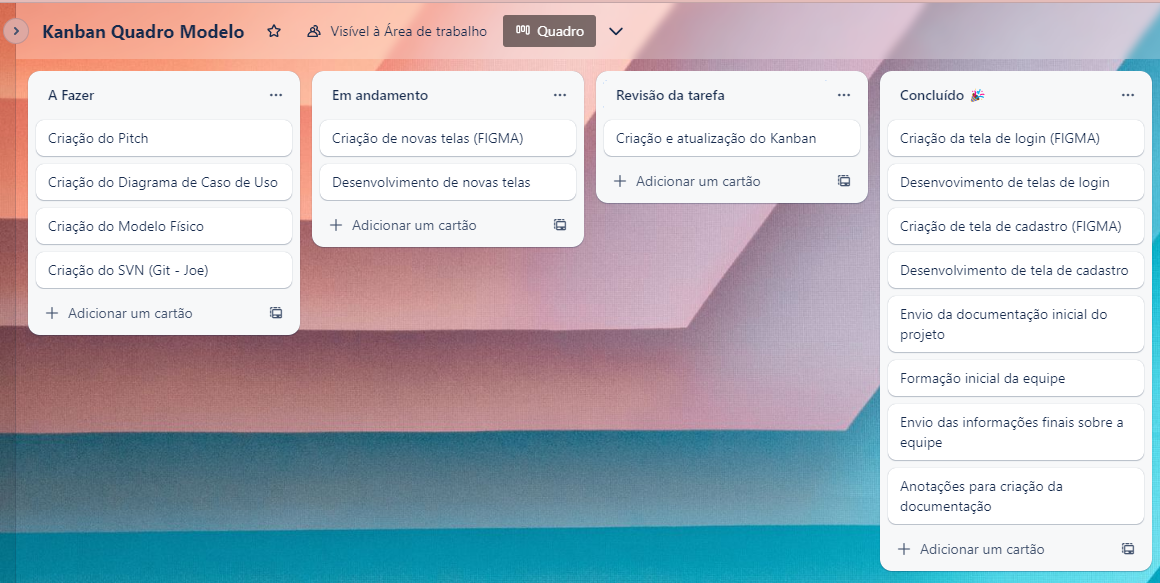 Kanban Quadro Modelo
Visível à Área de trabalho
Quadro
A Fazer
Criação do Pitch
Criação do Diagrama de Caso de Uso
Criação do Modelo Físico
Criação do SVN (Git - Joe)
Adicionar um cartão
Em andamento
Criação de novas telas (FIGMA)
Desenvolvimento de novas telas
Adicionar um cartão
Revisão da tarefa
Criação e atualização do Kanban
Adicionar um cartão
Concluído 🎉
Criação da tela de login (FIGMA)
Desenvovimento de telas de login
Criação de tela de cadastro (FIGMA)
Desenvolvimento de tela de cadastro
Envio da documentação inicial do
projeto
Formação inicial da equipe
Envio das informações finais sobre a
equipe
Anotações para criação da
documentação
Adicionar um cartão